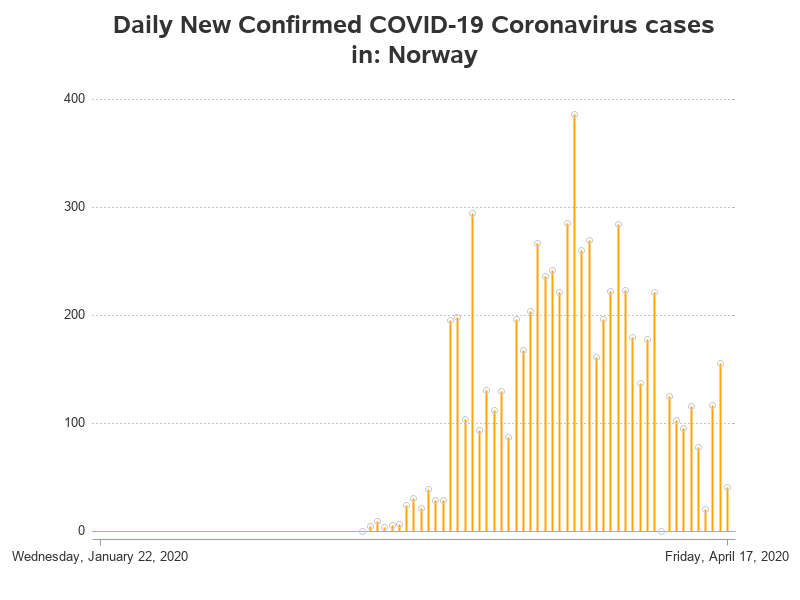 Daily New Confirmed COVID-19 Coronavirus cases
in: Norway
400
300
200
100
0
Wednesday, January 22, 2020
Friday, April 17, 2020